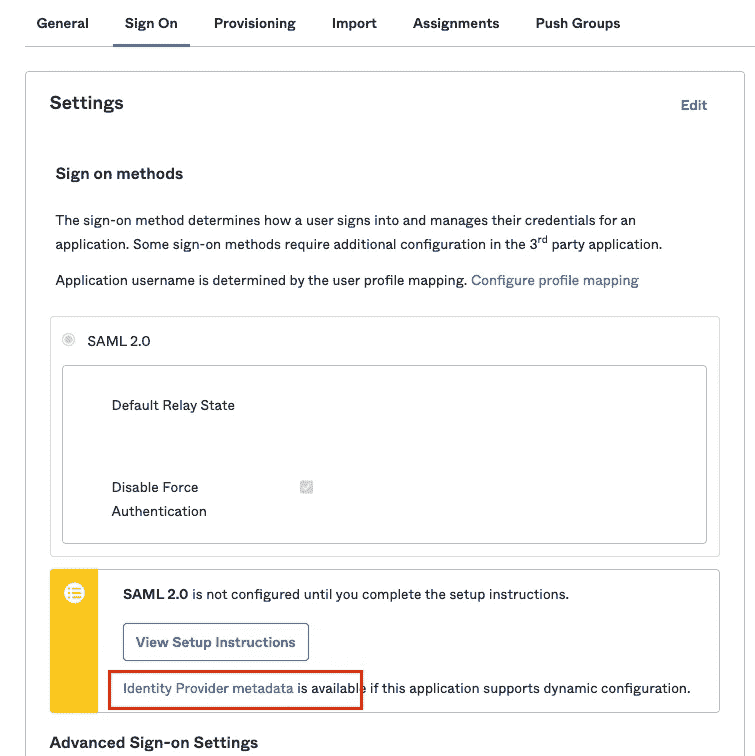 General Sign On Provisioning Import Assignments Push Groups
Settings Edit
Sign on methods
The sign-on method determines how a user signs into and manages their credentials for an
application. Some sign-on methods require additional configuration in the 3rd party application.
Application username is determined by the user profile mapping. Configure profile mapping
SAML 2.0
Default Relay State
Disable Force
Authentication
SAML 2.0 is not configured until you complete the setup instructions.
View Setup Instructions
Identity Provider metadata is available if this application supports dynamic configuration.
Advanced Sign-on Settings